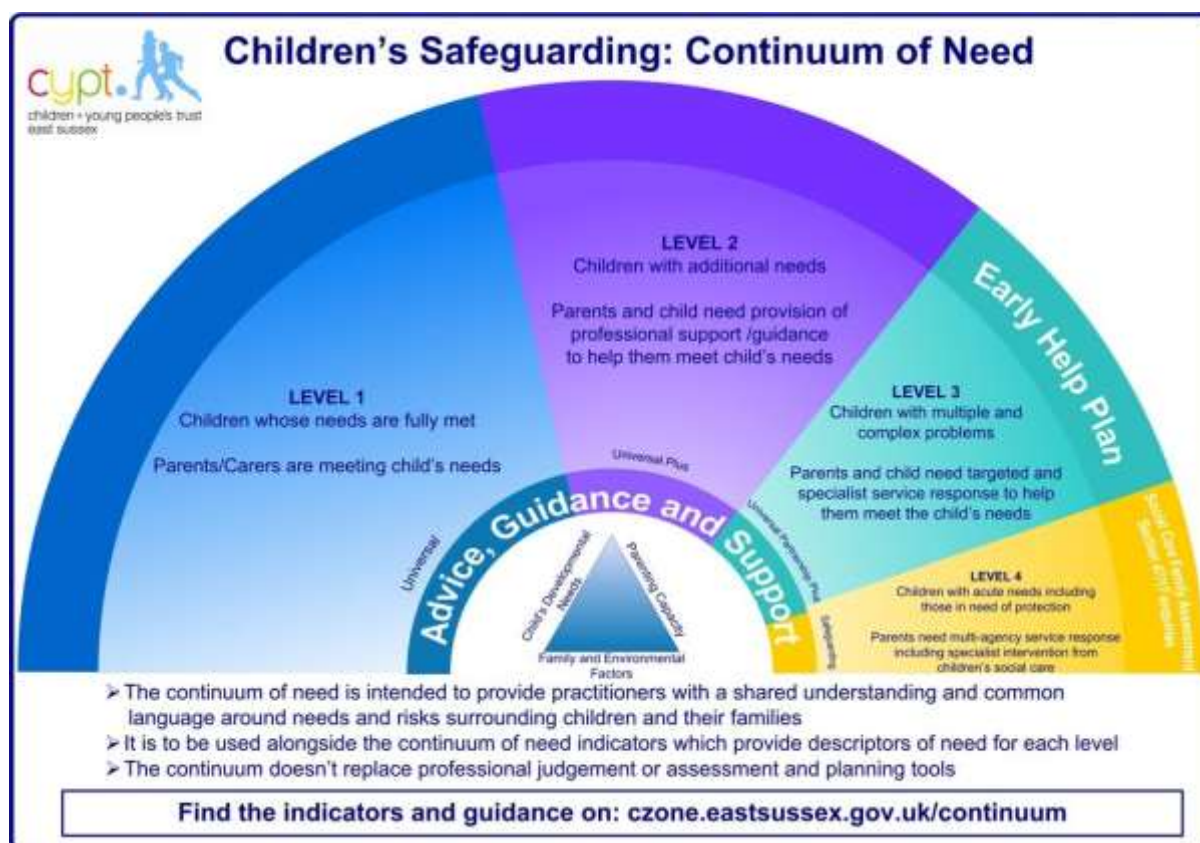 Children's Safeguarding: Continuum of Need
cypt.
children + young people's trust
east sussex
LEVEL 1
Children whose needs are fully met
Parents/Carers are meeting child's needs
LEVEL 2
Children with additional needs
Parents and child need provision of
professional support /guidance
to help them meet child's needs
Early Help Plan
LEVEL 3
Children with multiple and
complex problems
Parents and child need targeted and
specialist service response to help
them meet the child's needs
Social Care Family Assessment
LEVEL 4
Children with acute needs including
those in need of protection
Parents need multi-agency service response
including specialist intervention from
children's social care
Universal
Universal Plus
Universal Partnership Plus
Safeguarding
Advice, Guidance and Support
Child's Developmental
Needs
Parenting Capacity
Family and Environmental
Factors
➢ The continuum of need is intended to provide practitioners with a shared understanding and common
language around needs and risks surrounding children and their families
➢ It is to be used alongside the continuum of need indicators which provide descriptors of need for each level
➢ The continuum doesn't replace professional judgement or assessment and planning tools
Find the indicators and guidance on: czone.eastsussex.gov.uk/continuum